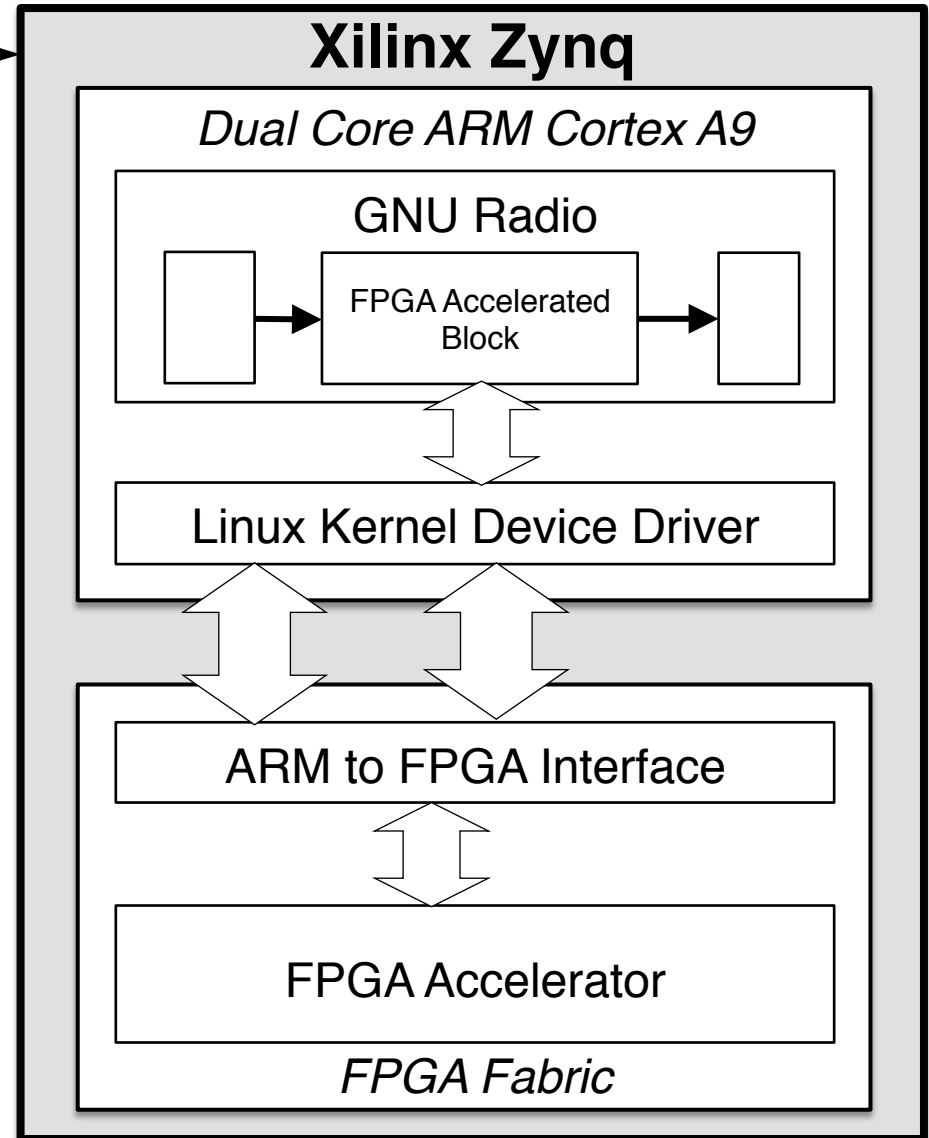 Xilinx Zynq
Dual Core ARM Cortex A9
GNU Radio
FPGA Accelerated
Block
Linux Kernel Device Driver
ARM to FPGA Interface
FPGA Accelerator
FPGA Fabric